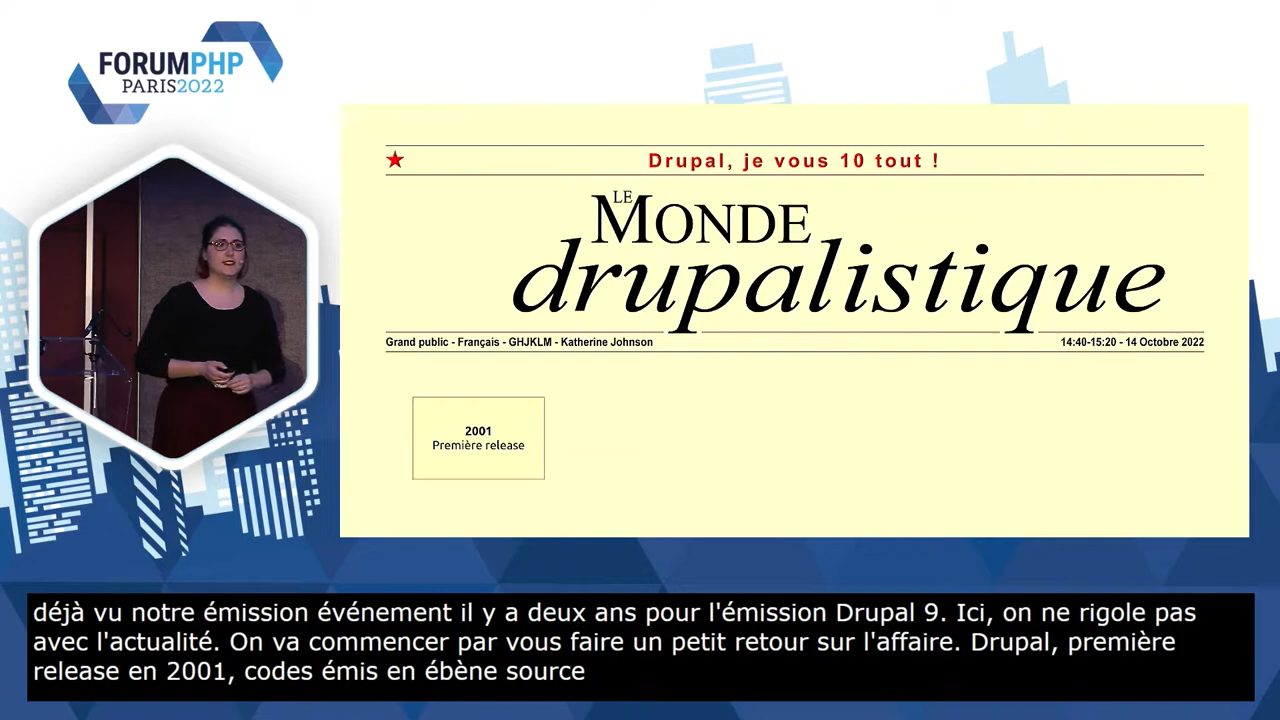 FORUMPHP
PARIS2022
Drupal, je vous 10 tout !
LE
MONDE
drupalistique
Grand public - Français - GHJKLM - Katherine Johnson
14:40-15:20 - 14 Octobre 2022
2001
Première release
déjà vu notre émission événement il y a deux ans pour l'émission Drupal 9. Ici, on ne rigole pas
avec l'actualité. On va commencer par vous faire un petit retour sur l'affaire. Drupal, première
release en 2001, codes émis en ébène source